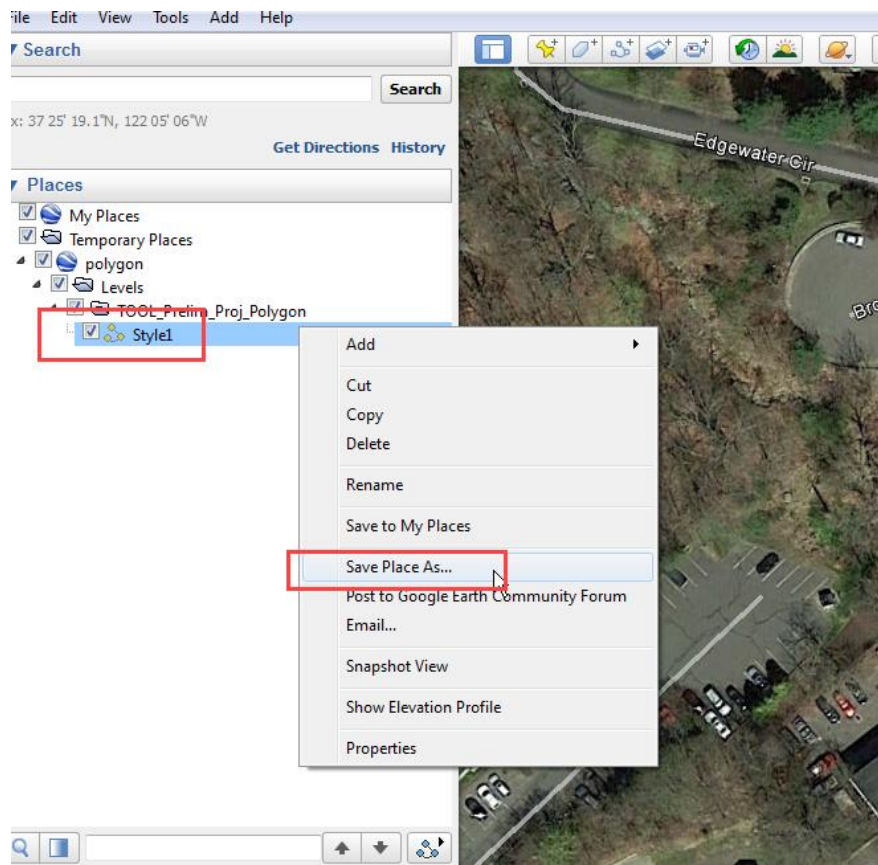 File Edit View Tools Add Help
Search
Search
x: 37 25' 19.1"N, 122 05' 06"W
Get Directions History
Places
My Places
Temporary Places
polygon
Levels
TOOL_Prelim_Proj_Polygon
Style1
Add
Cut
Copy
Delete
Rename
Save to My Places
Save Place As...
Post to Google Earth Community Forum
Email...
Snapshot View
Show Elevation Profile
Properties
Edgewater Cir
Bro